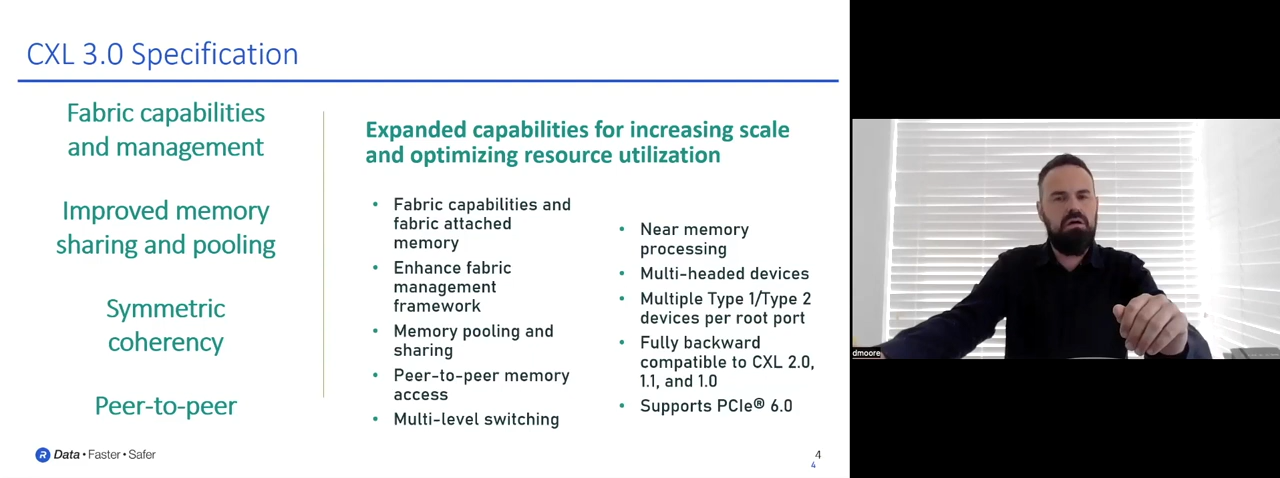 CXL 3.0 Specification
Fabric capabilities
and management
Improved memory
sharing and pooling
Symmetric
coherency
Peer-to-peer
Expanded capabilities for increasing scale
and optimizing resource utilization
• Fabric capabilities and
fabric attached
memory
• Enhance fabric
management
framework
• Memory pooling and
sharing
• Peer-to-peer memory
access
• Multi-level switching
• Near memory
processing
• Multi-headed devices
• Multiple Type 1/Type 2
devices per root port
• Fully backward
compatible to CXL 2.0,
1.1, and 1.0
• Supports PCIe® 6.0
R Data • Faster • Safer
4
4
dmoore